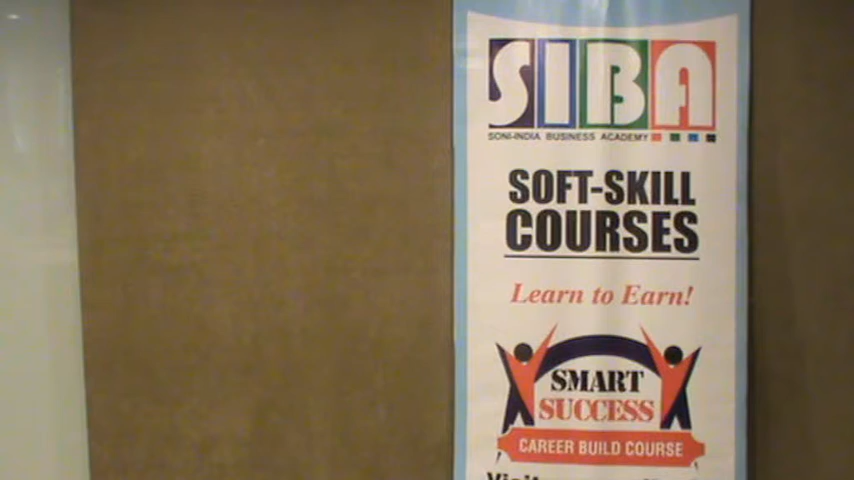 SIBA
SONI-INDIA BUSINESS ACADEMY
SOFT-SKILL
COURSES
Learn to Earn!
SMART
SUCCESS
CAREER BUILD COURSE